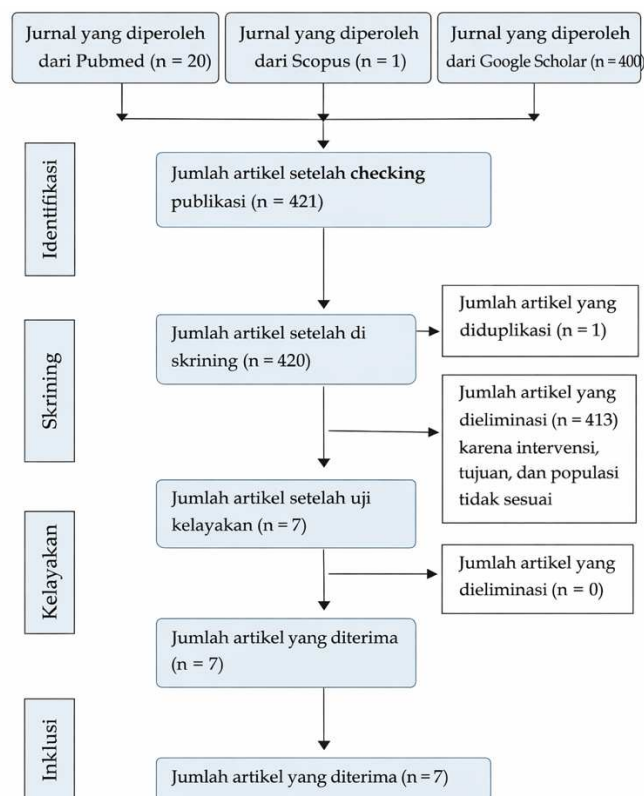 Jurnal yang diperoleh
dari Pubmed (n = 20)
Jurnal yang diperoleh
dari Scopus (n = 1)
Jurnal yang diperoleh
dari Google Scholar (n = 400)
Identifikasi
Jumlah artikel setelah checking
publikasi (n = 421)
Skrining
Jumlah artikel setelah di
skrining (n = 420)
Jumlah artikel yang
diduplikasi (n = 1)
Jumlah artikel yang
dieliminasi (n = 413)
karena intervensi,
tujuan, dan populasi
tidak sesuai
Kelayakan
Jumlah artikel setelah uji
kelayakan (n = 7)
Jumlah artikel yang
dieliminasi (n = 0)
Jumlah artikel yang diterima
(n = 7)
Inklusi
Jumlah artikel yang diterima (n = 7)